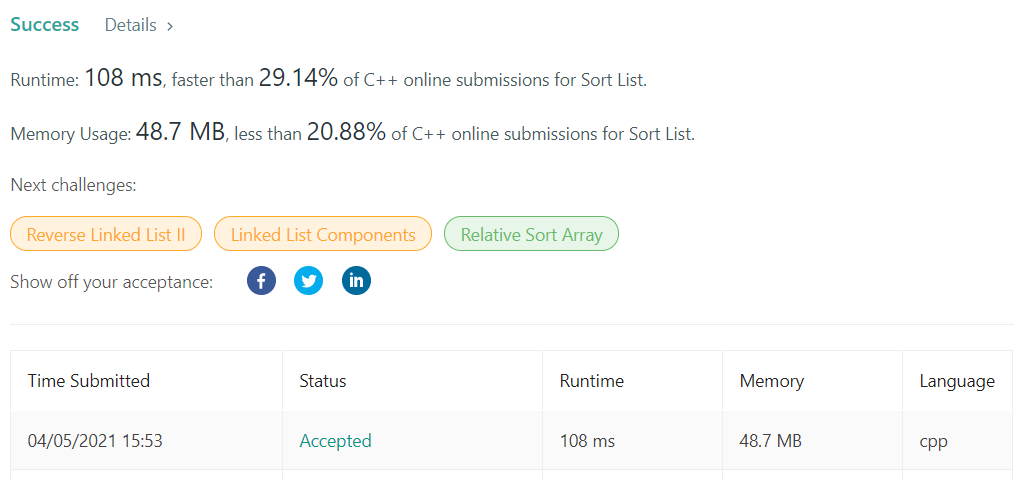 Success Details >
Runtime: 108 ms, faster than 29.14% of C++ online submissions for Sort List.
Memory Usage: 48.7 MB, less than 20.88% of C++ online submissions for Sort List.
Next challenges:
Reverse Linked List II Linked List Components Relative Sort Array
Show off your acceptance: f in
Time Submitted Status Runtime Memory Language
04/05/2021 15:53 Accepted 108 ms 48.7 MB cpp